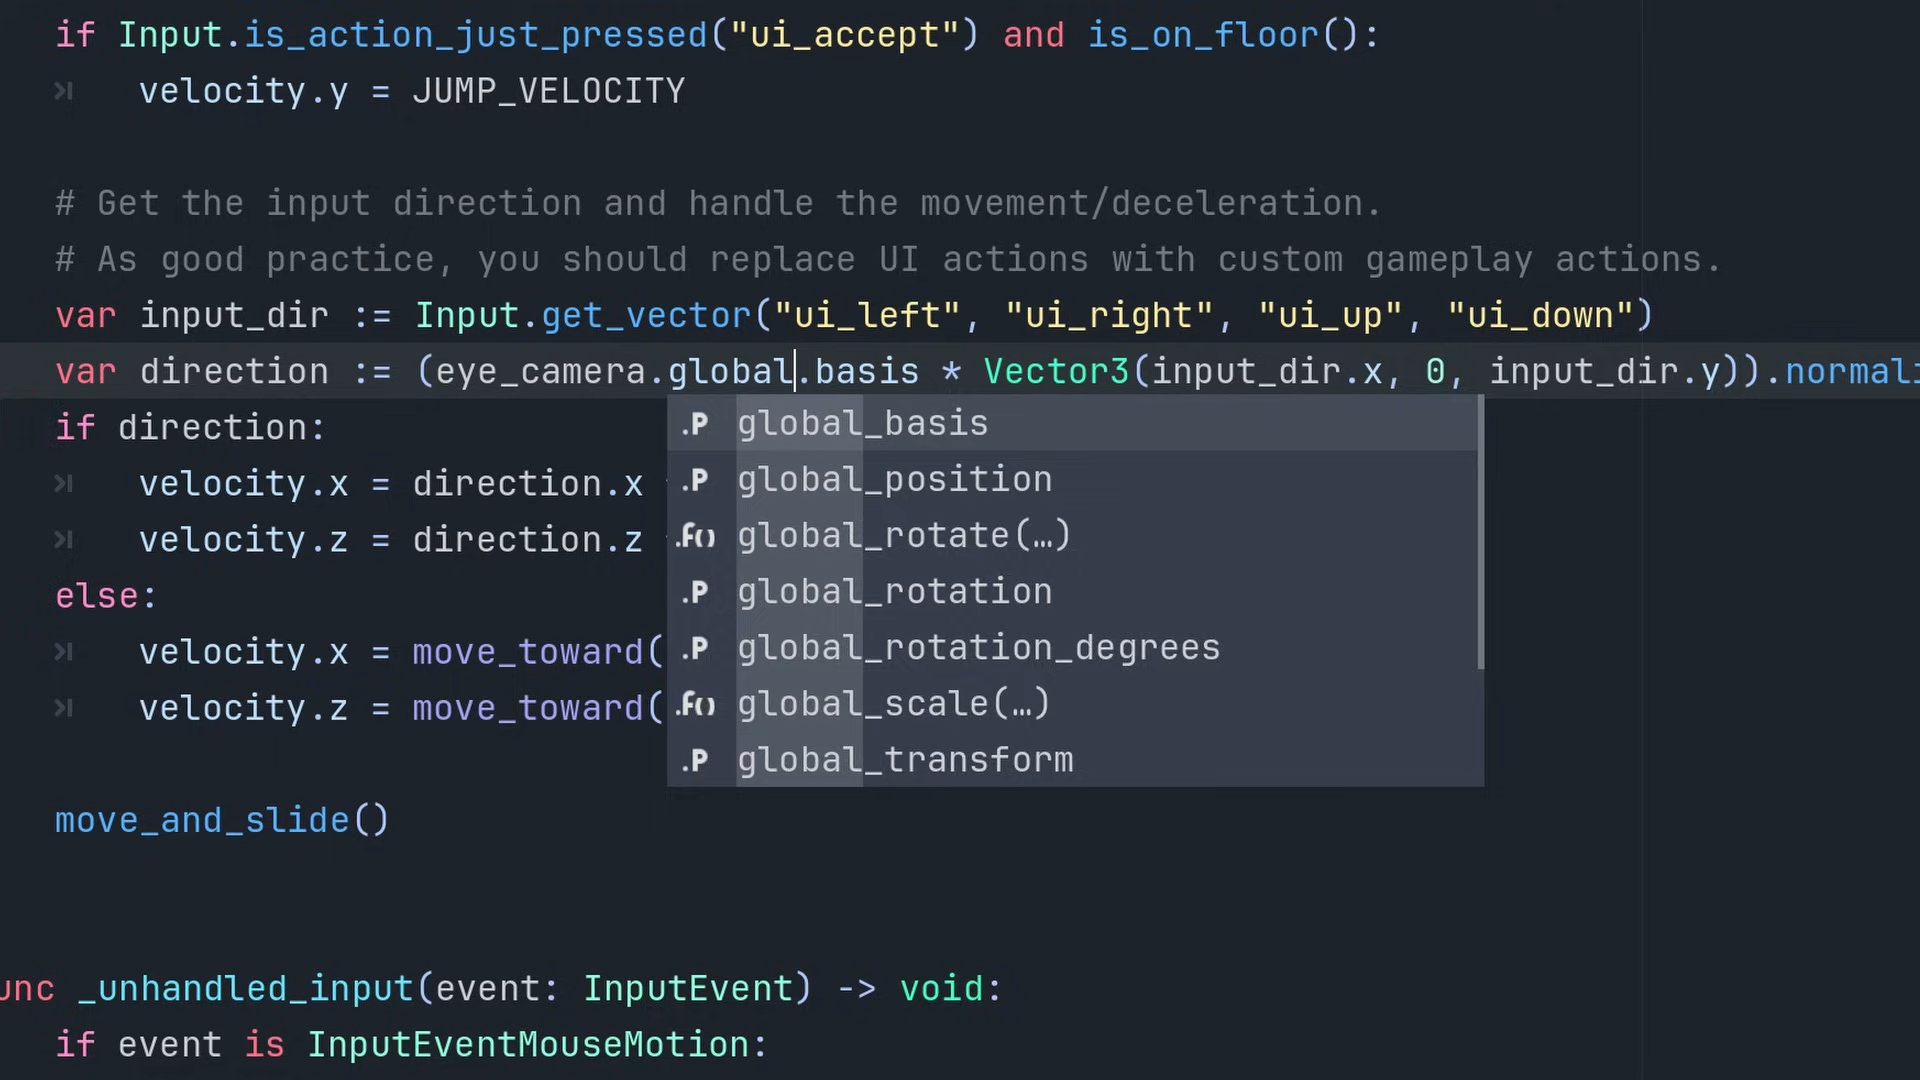 if Input.is_action_just_pressed("ui_accept") and is_on_floor():
velocity.y = JUMP_VELOCITY
# Get the input direction and handle the movement/deceleration.
# As good practice, you should replace UI actions with custom gameplay actions.
var input_dir := Input.get_vector("ui_left", "ui_right", "ui_up", "ui_down")
var direction := (eye_camera.global.basis * Vector3(input_dir.x, 0, input_dir.y)).normali
if direction:
velocity.x = direction.x
velocity.z = direction.z
else:
velocity.x = move_toward(
velocity.z = move_toward(
.P global_basis
.P global_position
.f() global_rotate(…)
.P global_rotation
.P global_rotation_degrees
.f() global_scale(…)
.P global_transform
move_and_slide()
unc _unhandled_input(event: InputEvent) -> void:
if event is InputEventMouseMotion: